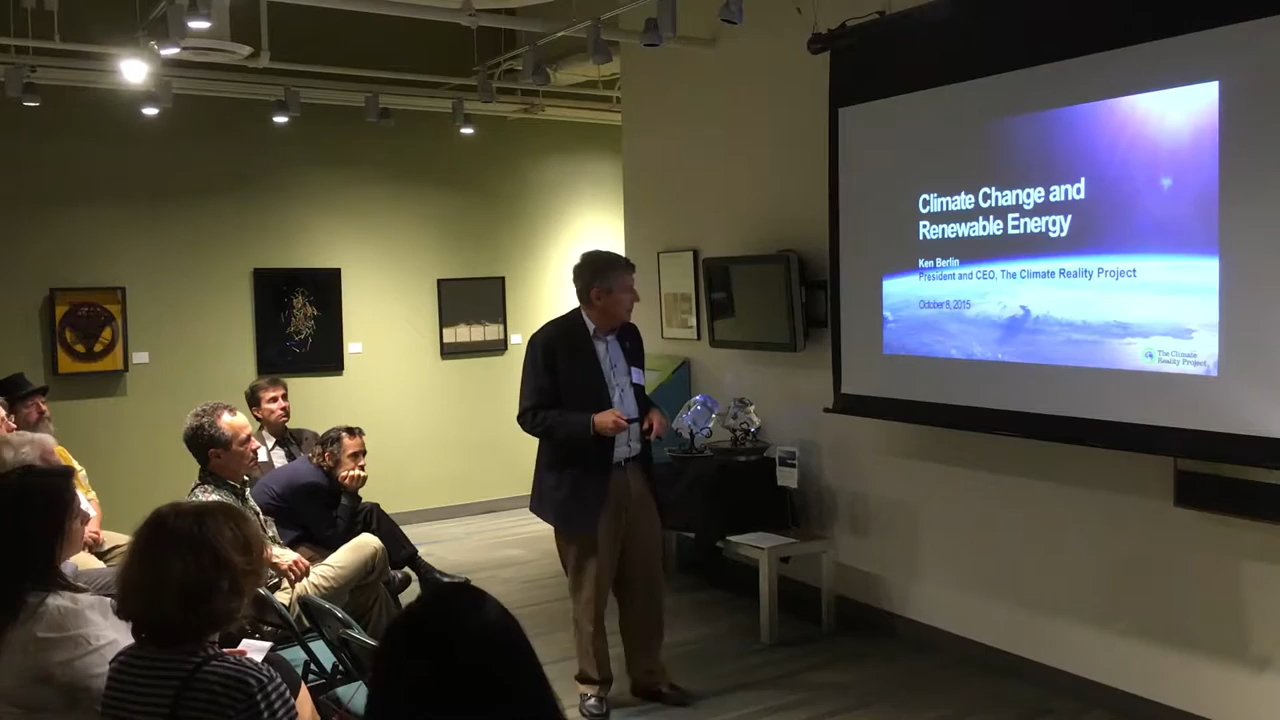 Climate Change and
Renewable Energy
Ken Berlin
President and CEO, The Climate Reality Project
October 8, 2015
The Climate
Reality Project